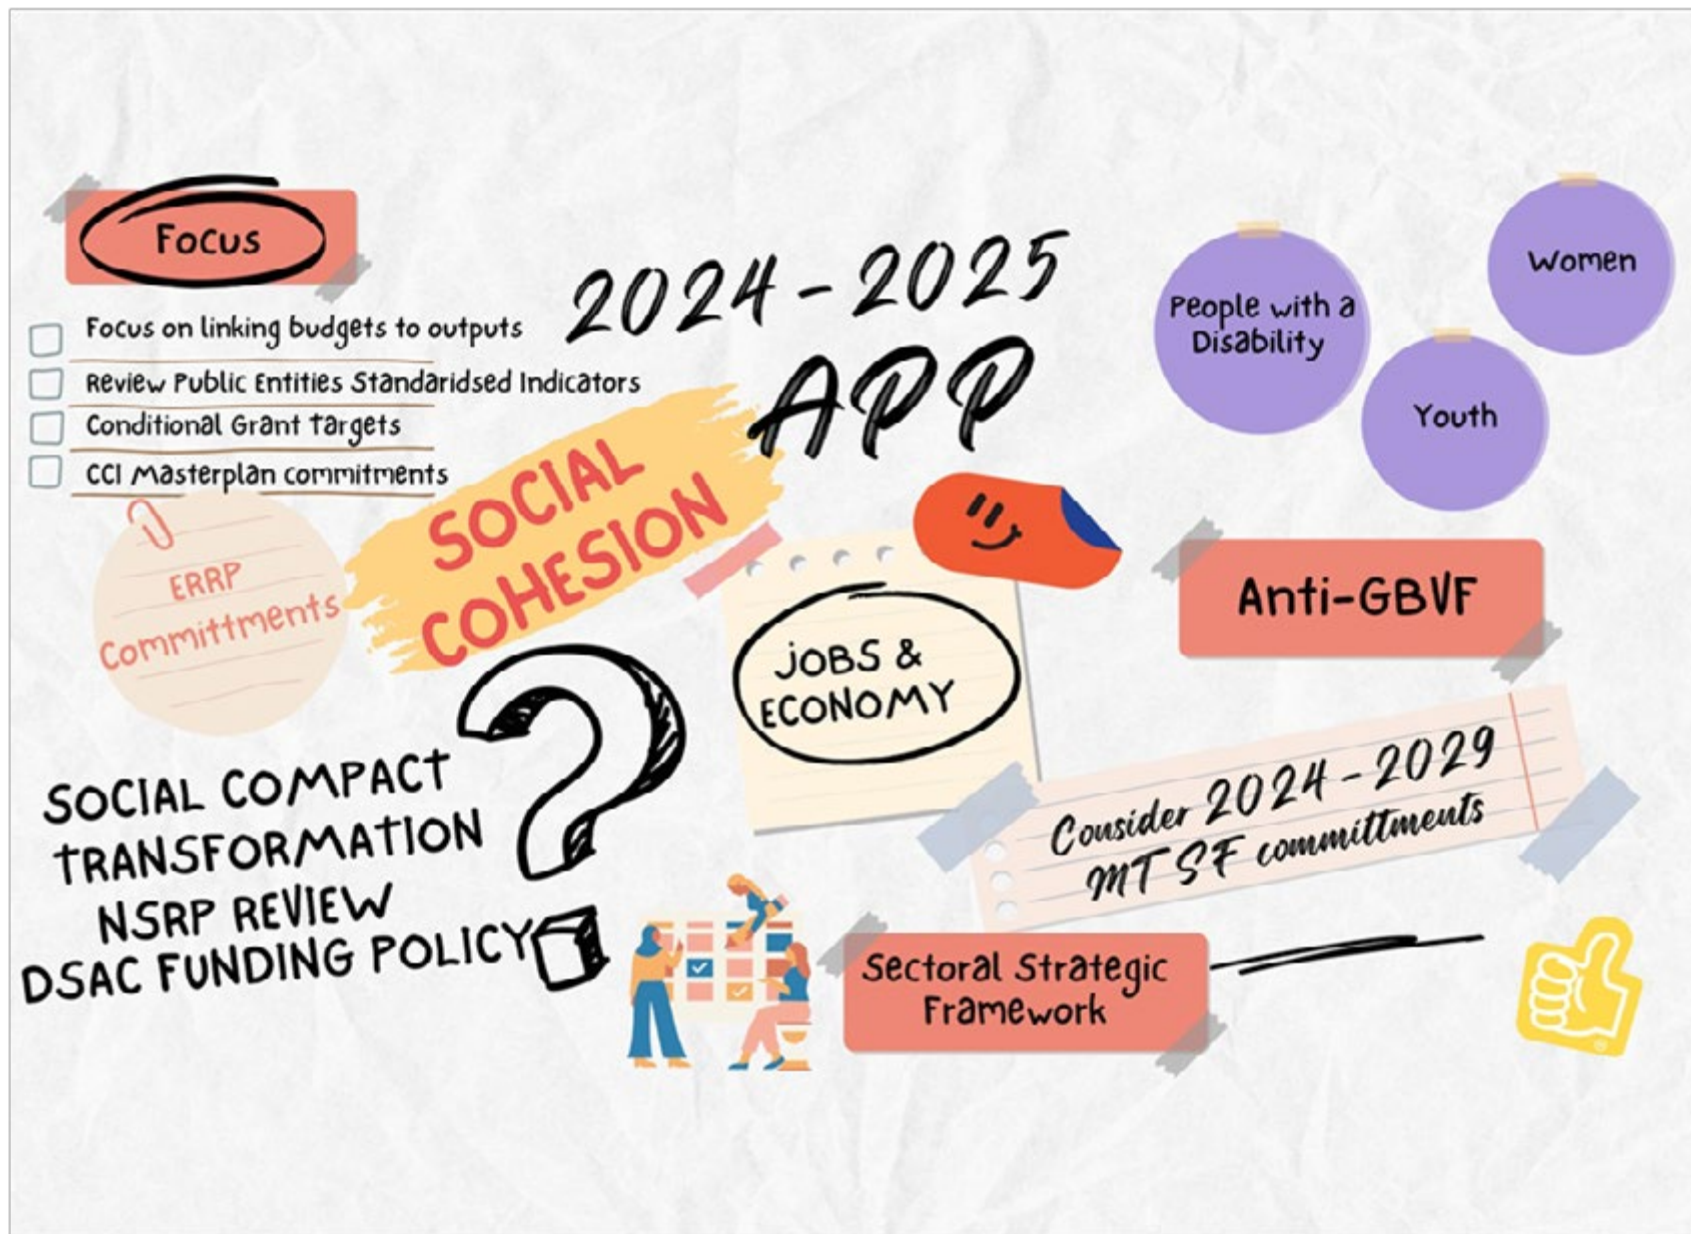 Focus
Focus on linking budgets to outputs
Review Public Entities Standaridsed Indicators
Conditional Grant Targets
CCI Masterplan commitments
2024-2025
APP
People with a
Disability
Women
Youth
SOCIAL
COHESION
ERRP
Committments
JOBS &
ECONOMY
Anti-GBVF
SOCIAL COMPACT
TRANSFORMATION
NSRP REVIEW
DSAC FUNDING POLICY
?
Consider 2024-2029
MTSF committments
Sectoral Strategic
Framework